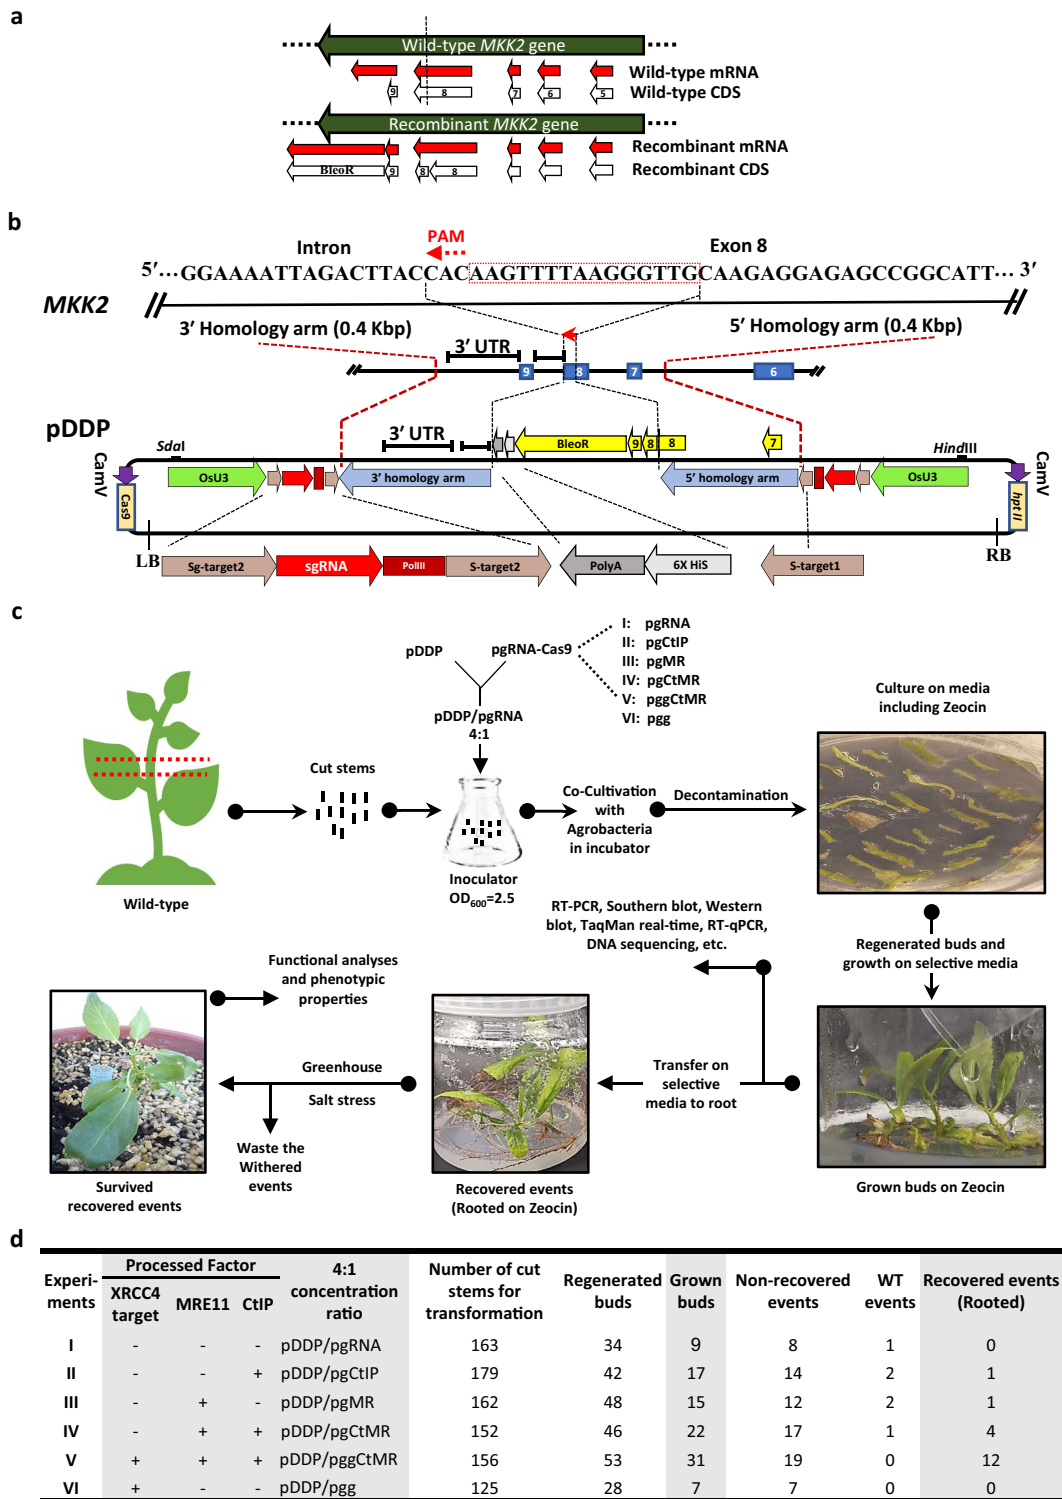 a
Wild-type MKK2 gene
Wild-type mRNA
9 8 7 6 5 Wild-type CDS
Recombinant MKK2 gene
Recombinant mRNA
BleoR 9 8 8 Recombinant CDS
b
PAM
Intron Exon 8
5′...GGAAAATTAGACTTACCACAAGTTTTAAGGGTTGCAAGAGGAGAGCCGGCATT... 3′
MKK2
3′ Homology arm (0.4 Kbp) 5′ Homology arm (0.4 Kbp)
3′ UTR
9 8 7 6
pDDP
3′ UTR BleoR 9 8 8 7
SdaI HindIII
CamV CamV
OsU3 3′ homology arm 5′ homology arm OsU3
Cas9 hpt II
LB RB
Sg-target2 sgRNA PolIII S-target2 PolyA 6X HiS S-target1
c
pDDP pgRNA-Cas9
I: pgRNA
II: pgCtIP
III: pgMR
IV: pgCtMR
V: pggCtMR
VI: pgg
pDDP/pgRNA
4:1
Cut stems
Wild-type
Inoculator
OD600=2.5
Co-Cultivation
with
Agrobacteria
in incubator
Decontamination
Culture on media
including Zeocin
Regenerated buds and
growth on selective media
Grown buds on Zeocin
RT-PCR, Southern blot, Western
blot, TaqMan real-time, RT-qPCR,
DNA sequencing, etc.
Transfer on
selective
media to root
Recovered events
(Rooted on Zeocin)
Greenhouse
Salt stress
Waste the
Withered
events
Functional analyses
and phenotypic
properties
Survived
recovered events
d
Experi-ments Processed Factor 4:1 concentration ratio Number of cut stems for transformation Regenerated buds Grown buds Non-recovered events WT events Recovered events (Rooted)
XRCC4 target MRE11 CtIP
I - - - pDDP/pgRNA 163 34 9 8 1 0
II - - + pDDP/pgCtIP 179 42 17 14 2 1
III - + - pDDP/pgMR 162 48 15 12 2 1
IV - + + pDDP/pgCtMR 152 46 22 17 1 4
V + + + pDDP/pggCtMR 156 53 31 19 0 12
VI + - - pDDP/pgg 125 28 7 7 0 0